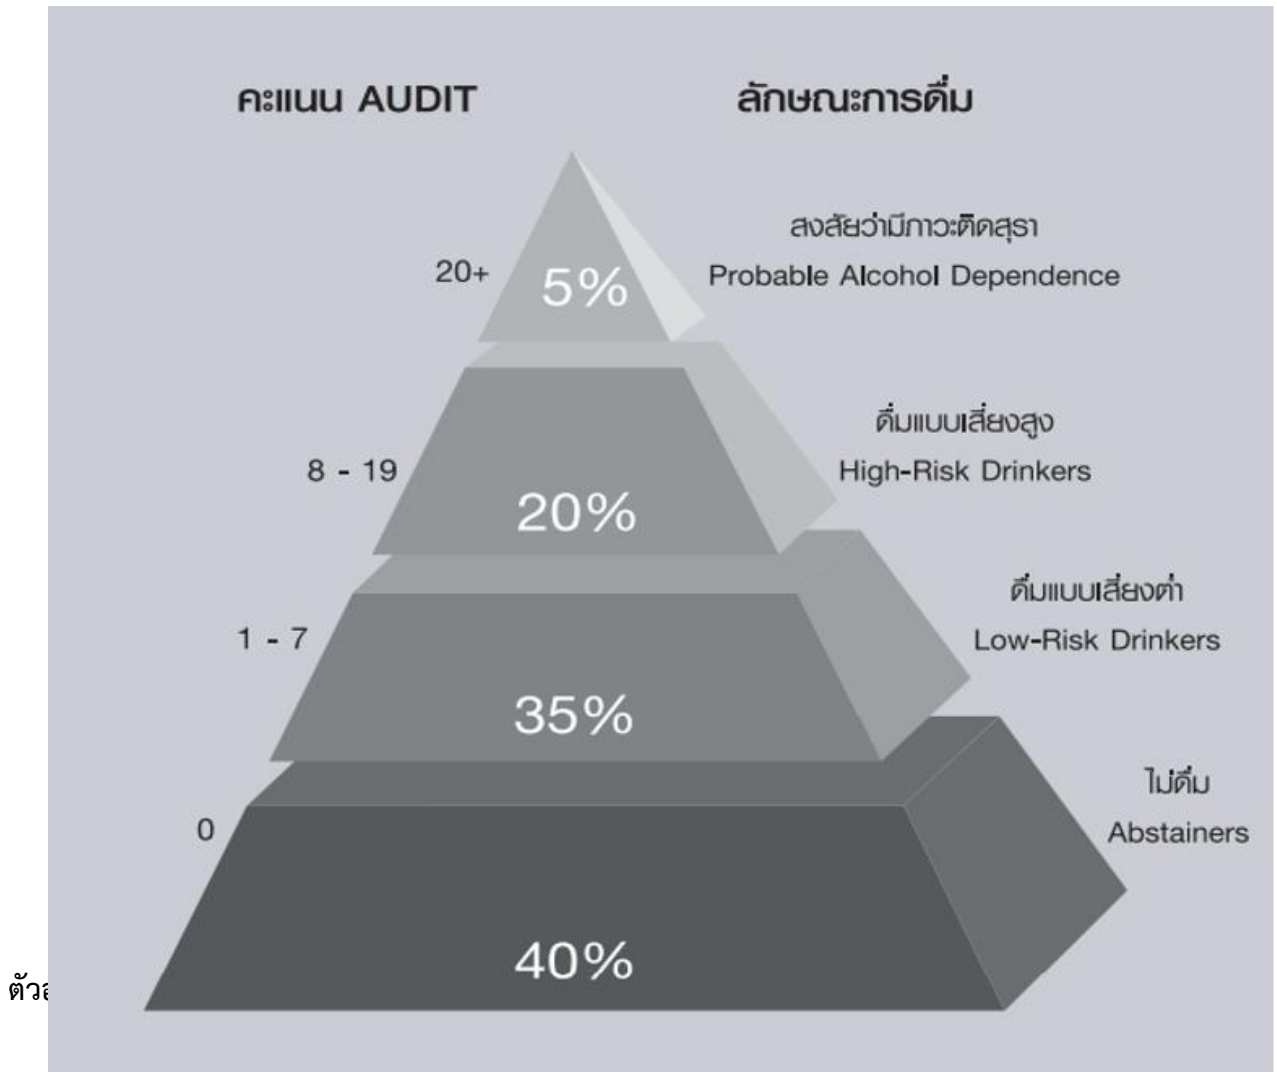 คะแนน AUDIT
ลักษณะการดื่ม
20+
5%
สงสัยว่ามีภาวะติดสุรา
Probable Alcohol Dependence
8 - 19
20%
ดื่มแบบเสี่ยงสูง
High-Risk Drinkers
1 - 7
35%
ดื่มแบบเสี่ยงต่ำ
Low-Risk Drinkers
0
40%
ไม่ดื่ม
Abstainers